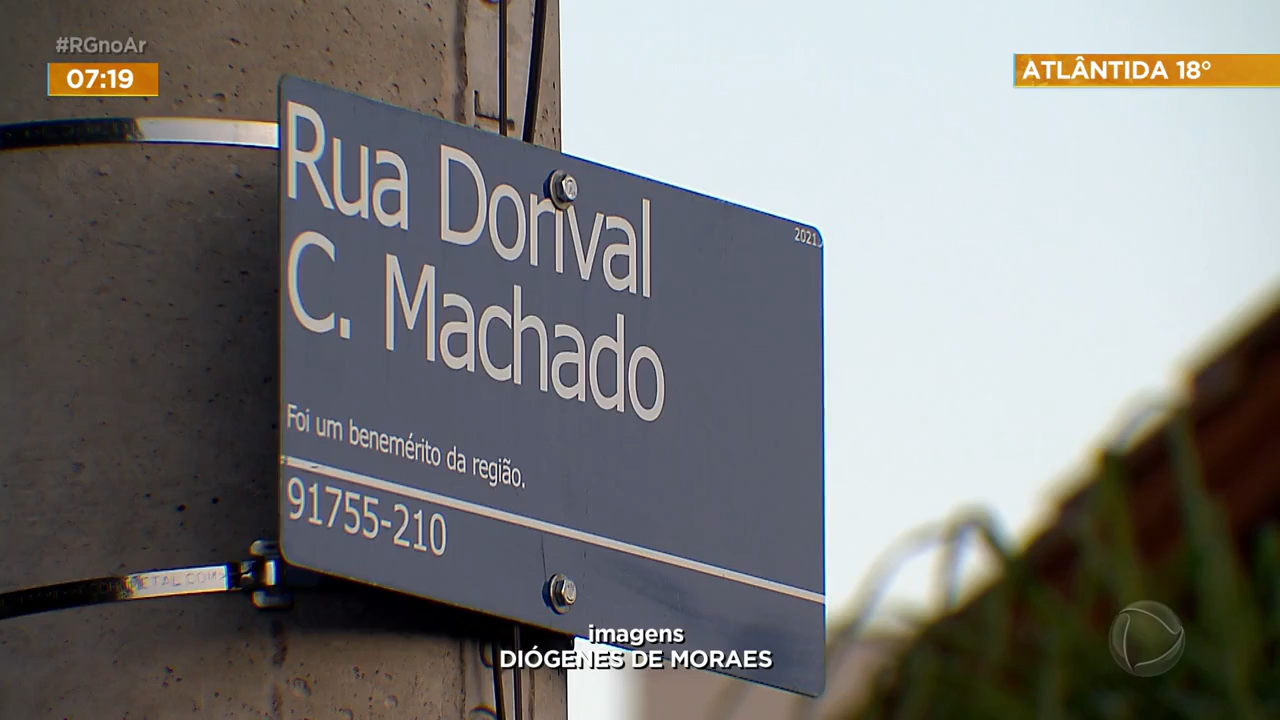 #RGnoAr
07:19
ATLÂNTIDA 18°
2021
Rua Dorival
C. Machado
Foi um benemérito da região.
91755-210
imagens
DIÓGENES DE MORAES